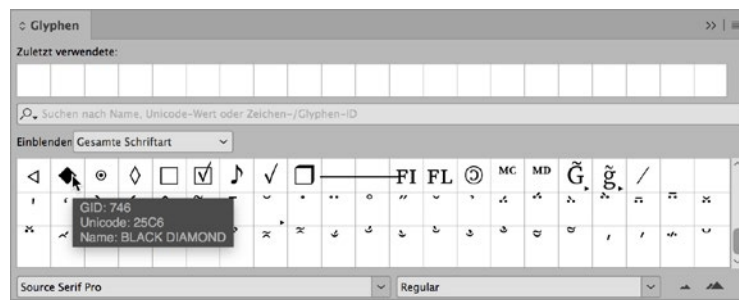 Glyphen
Zuletzt verwendete:
Suchen nach Name, Unicode-Wert oder Zeichen-/Glyphen-ID
Einblenden Gesamte Schriftart
◁ ◆ ◉ ◊ □ ☑ ♪ √ ❒ FI FL MC MD G̃ g̃ /
GID: 746
Unicode: 25C6
Name: BLACK DIAMOND
Source Serif Pro Regular